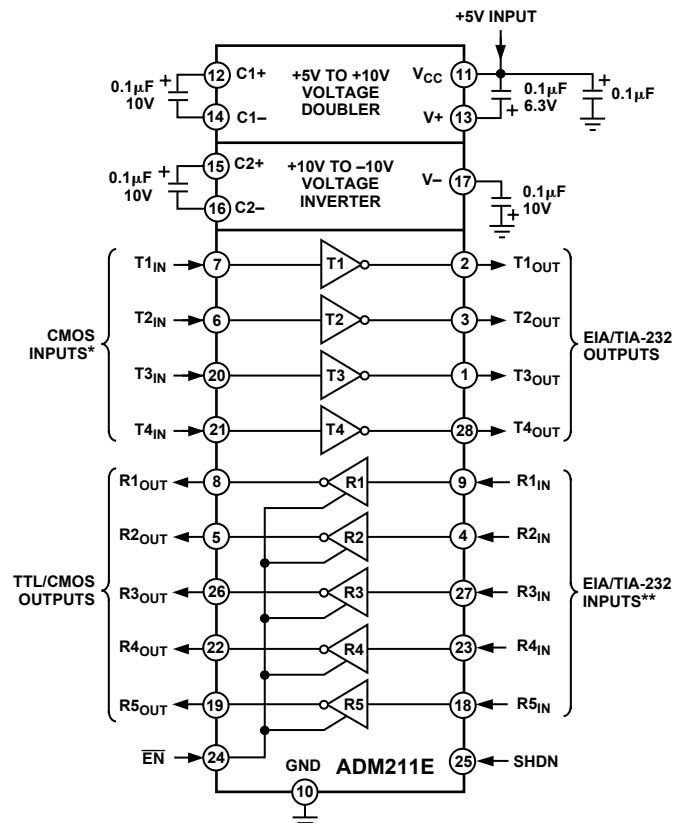 +5V INPUT
0.1μF
10V
12 C1+
+5V TO +10V
VOLTAGE
DOUBLER
VCC 11
14 C1–
V+ 13
0.1μF
6.3V
0.1μF
0.1μF
10V
15 C2+
+10V TO –10V
VOLTAGE
INVERTER
16 C2–
V– 17
0.1μF
10V
CMOS
INPUTS*
T1IN 7 T1 2 T1OUT
T2IN 6 T2 3 T2OUT
T3IN 20 T3 1 T3OUT
T4IN 21 T4 28 T4OUT
EIA/TIA-232
OUTPUTS
TTL/CMOS
OUTPUTS
R1OUT 8 R1 9 R1IN
R2OUT 5 R2 4 R2IN
R3OUT 26 R3 27 R3IN
R4OUT 22 R4 23 R4IN
R5OUT 19 R5 18 R5IN
EIA/TIA-232
INPUTS**
EN 24
GND
10
ADM211E
25 SHDN